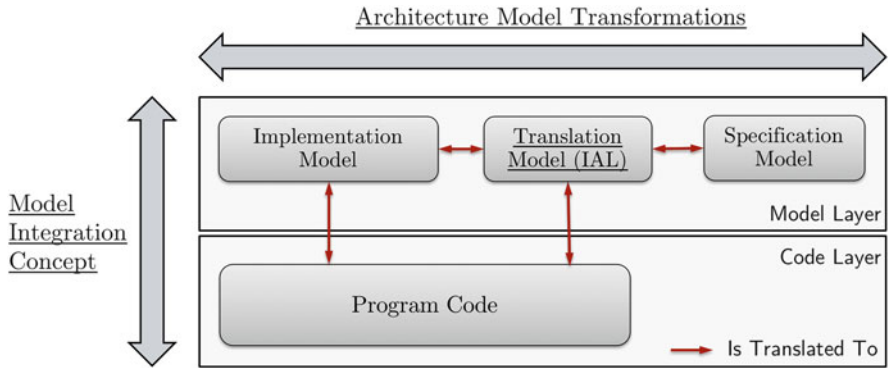 Architecture Model Transformations
Implementation
Model
Translation
Model (IAL)
Specification
Model
Model Layer
Model
Integration
Concept
Code Layer
Program Code
Is Translated To